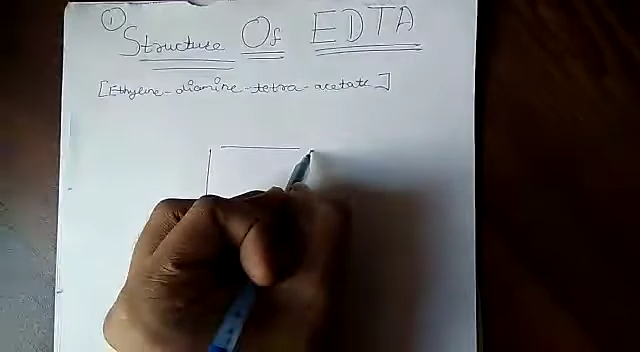 ① Structure Of EDTA
[Ethylene-diamine-tetra-acetate]